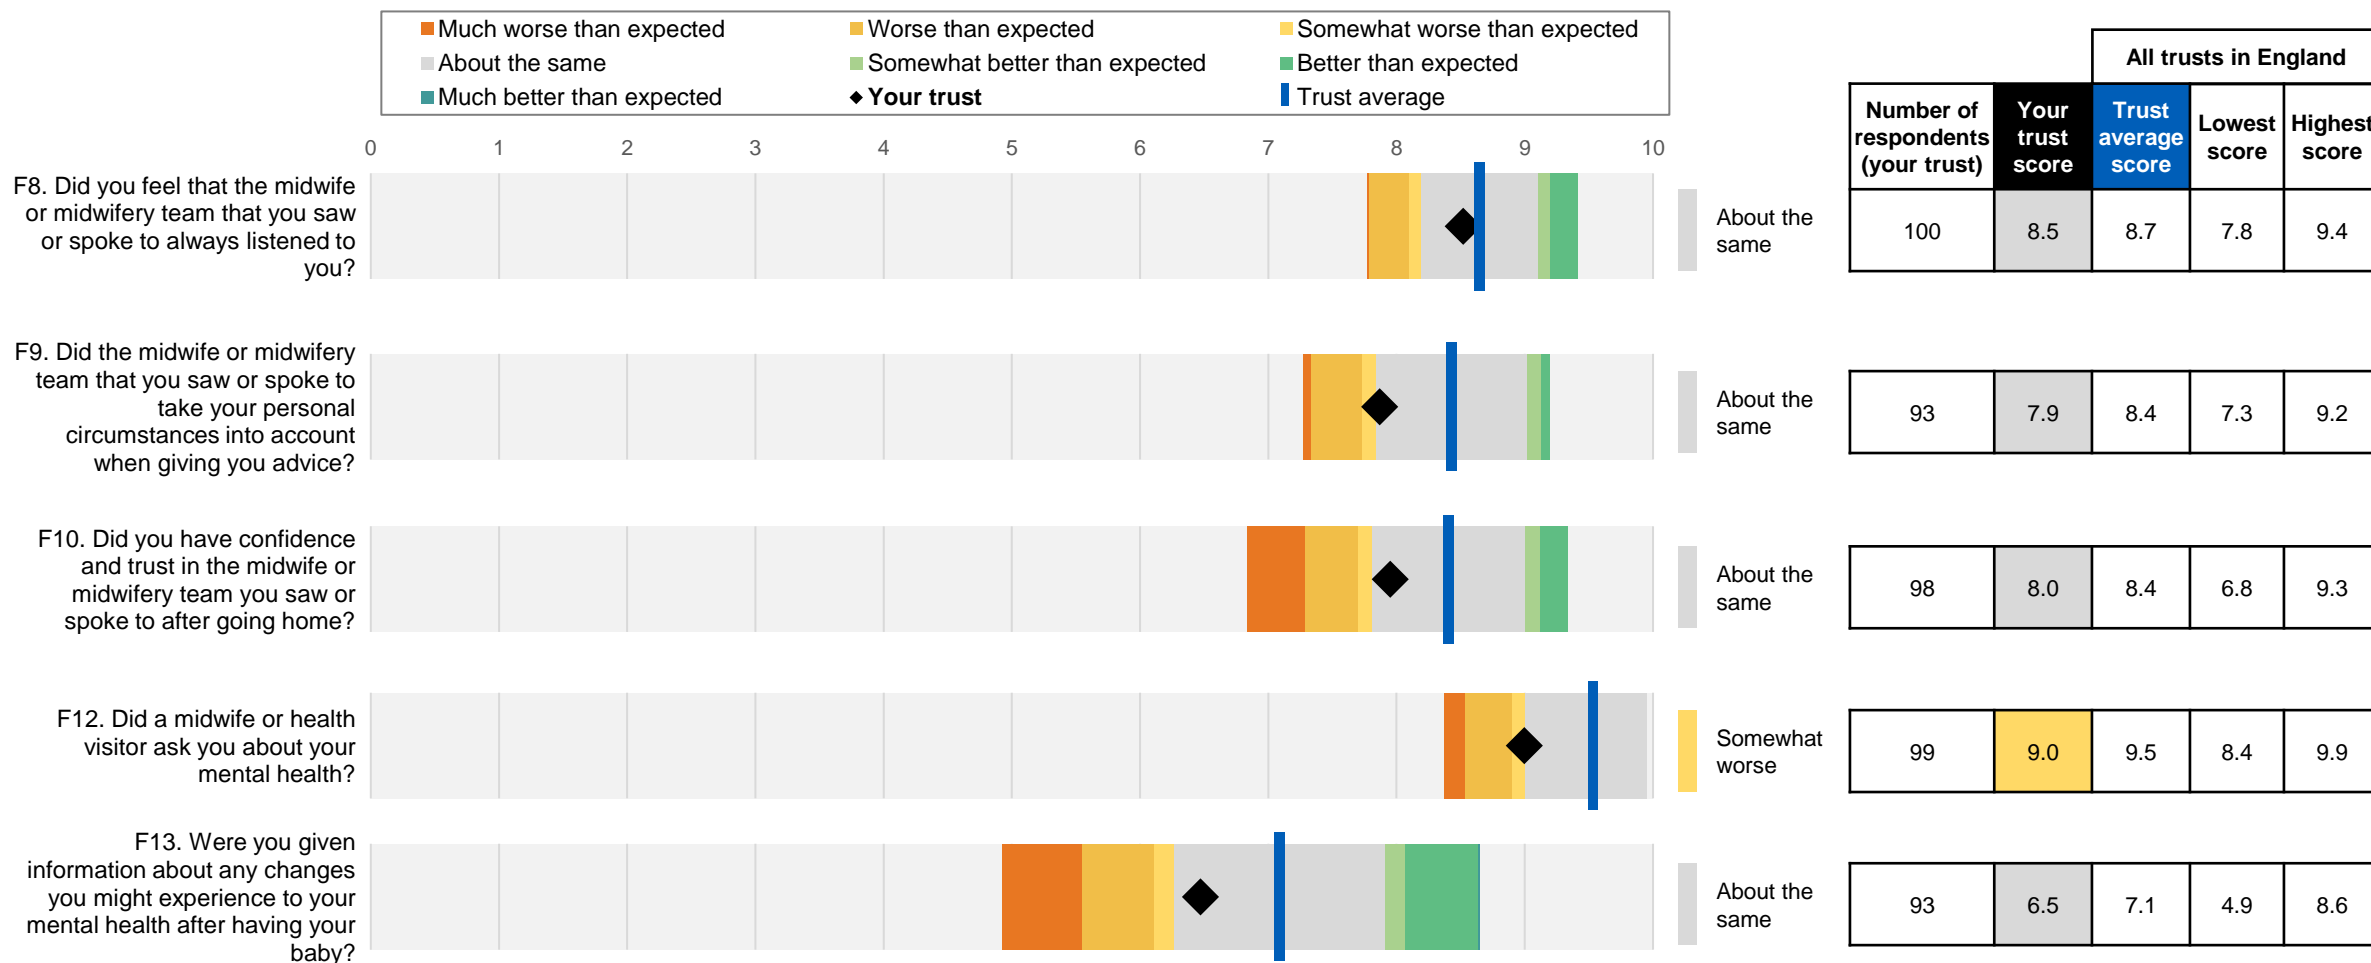 Much worse than expected
Worse than expected
Somewhat worse than expected
About the same
Somewhat better than expected
Better than expected
Much better than expected
Your trust
Trust average
All trusts in England
Number of
respondents
(your trust)
Your
trust
score
Trust
average
score
Lowest
score
Highest
score
0 1 2 3 4 5 6 7 8 9 10
F8. Did you feel that the midwife
or midwifery team that you saw
or spoke to always listened to
you?
About the
same
100 8.5 8.7 7.8 9.4
F9. Did the midwife or midwifery
team that you saw or spoke to
take your personal
circumstances into account
when giving you advice?
About the
same
93 7.9 8.4 7.3 9.2
F10. Did you have confidence
and trust in the midwife or
midwifery team you saw or
spoke to after going home?
About the
same
98 8.0 8.4 6.8 9.3
F12. Did a midwife or health
visitor ask you about your
mental health?
Somewhat
worse
99 9.0 9.5 8.4 9.9
F13. Were you given
information about any changes
you might experience to your
mental health after having your
baby?
About the
same
93 6.5 7.1 4.9 8.6